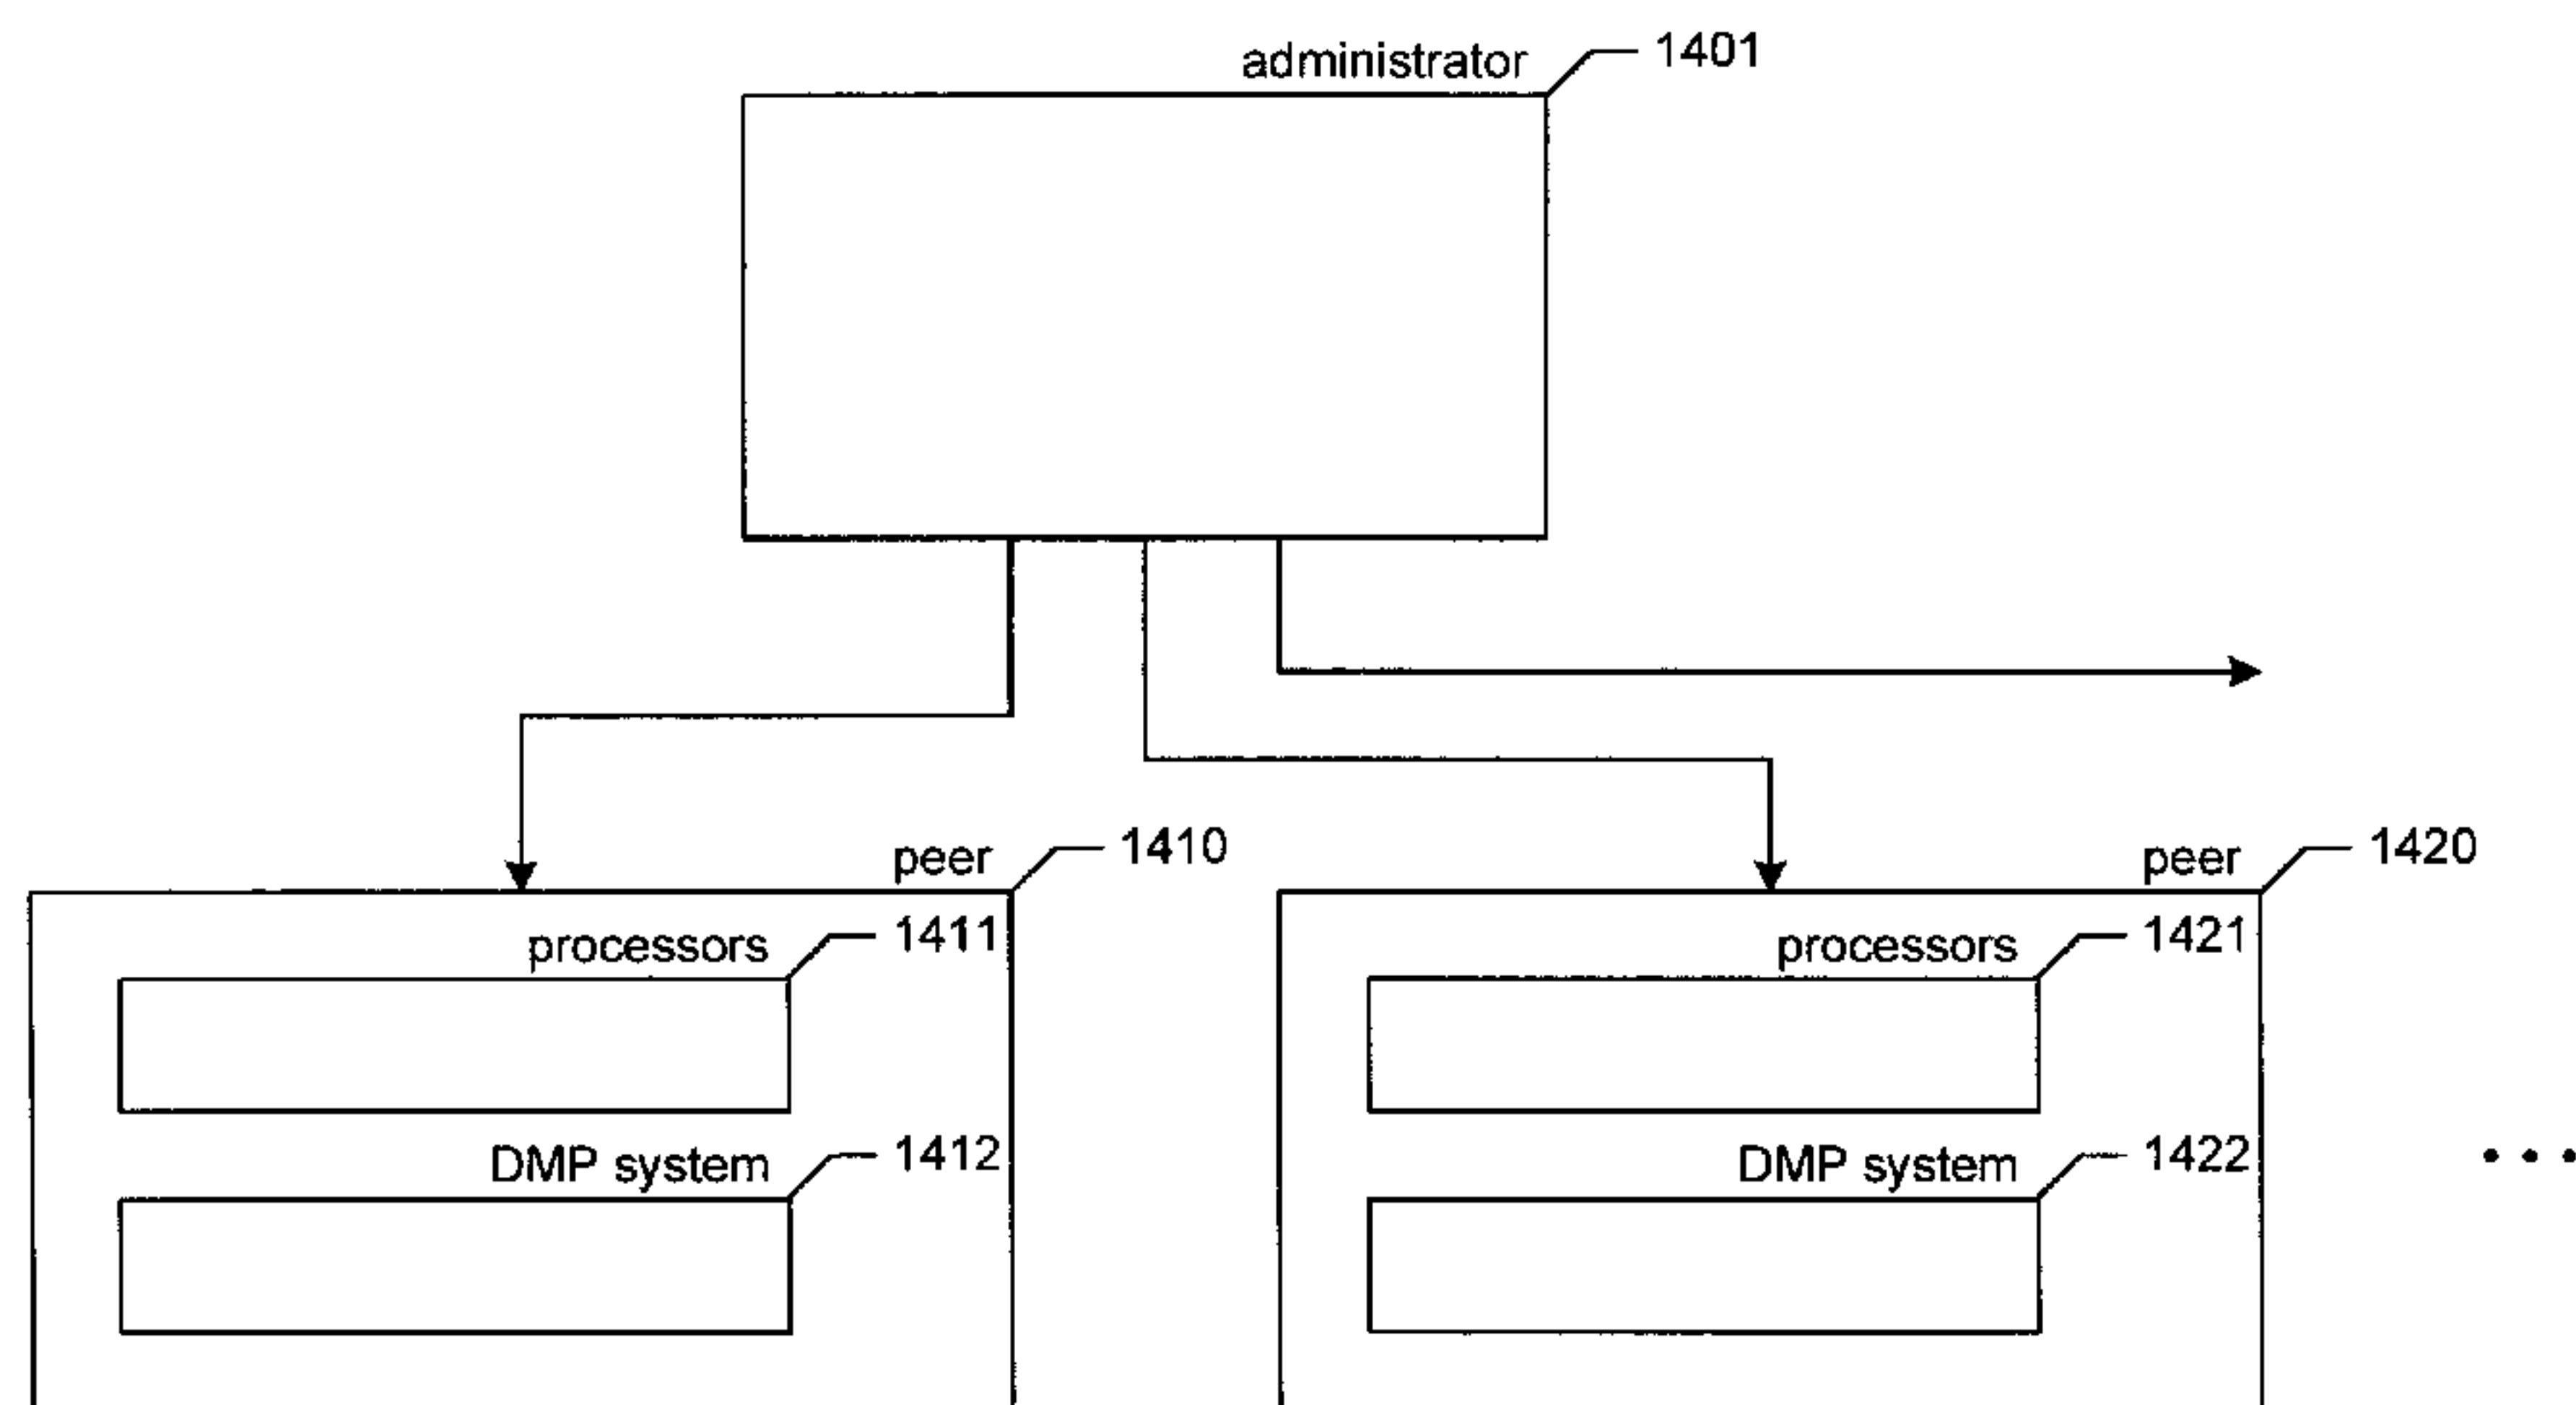 administrator 1401
peer 1410
peer 1420
processors 1411
processors 1421
DMP system 1412
DMP system 1422
. . .